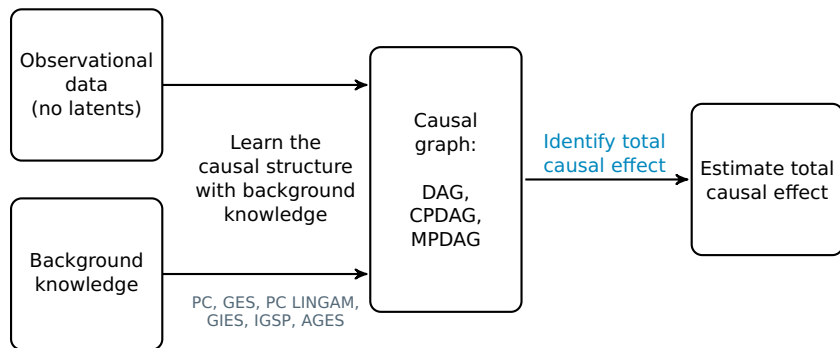 Observational
data
(no latents)
Learn the
causal structure
with background
knowledge
Background
knowledge
PC, GES, PC LINGAM,
GIES, IGSP, AGES
Causal
graph:
DAG,
CPDAG,
MPDAG
Identify total
causal effect
Estimate total
causal effect